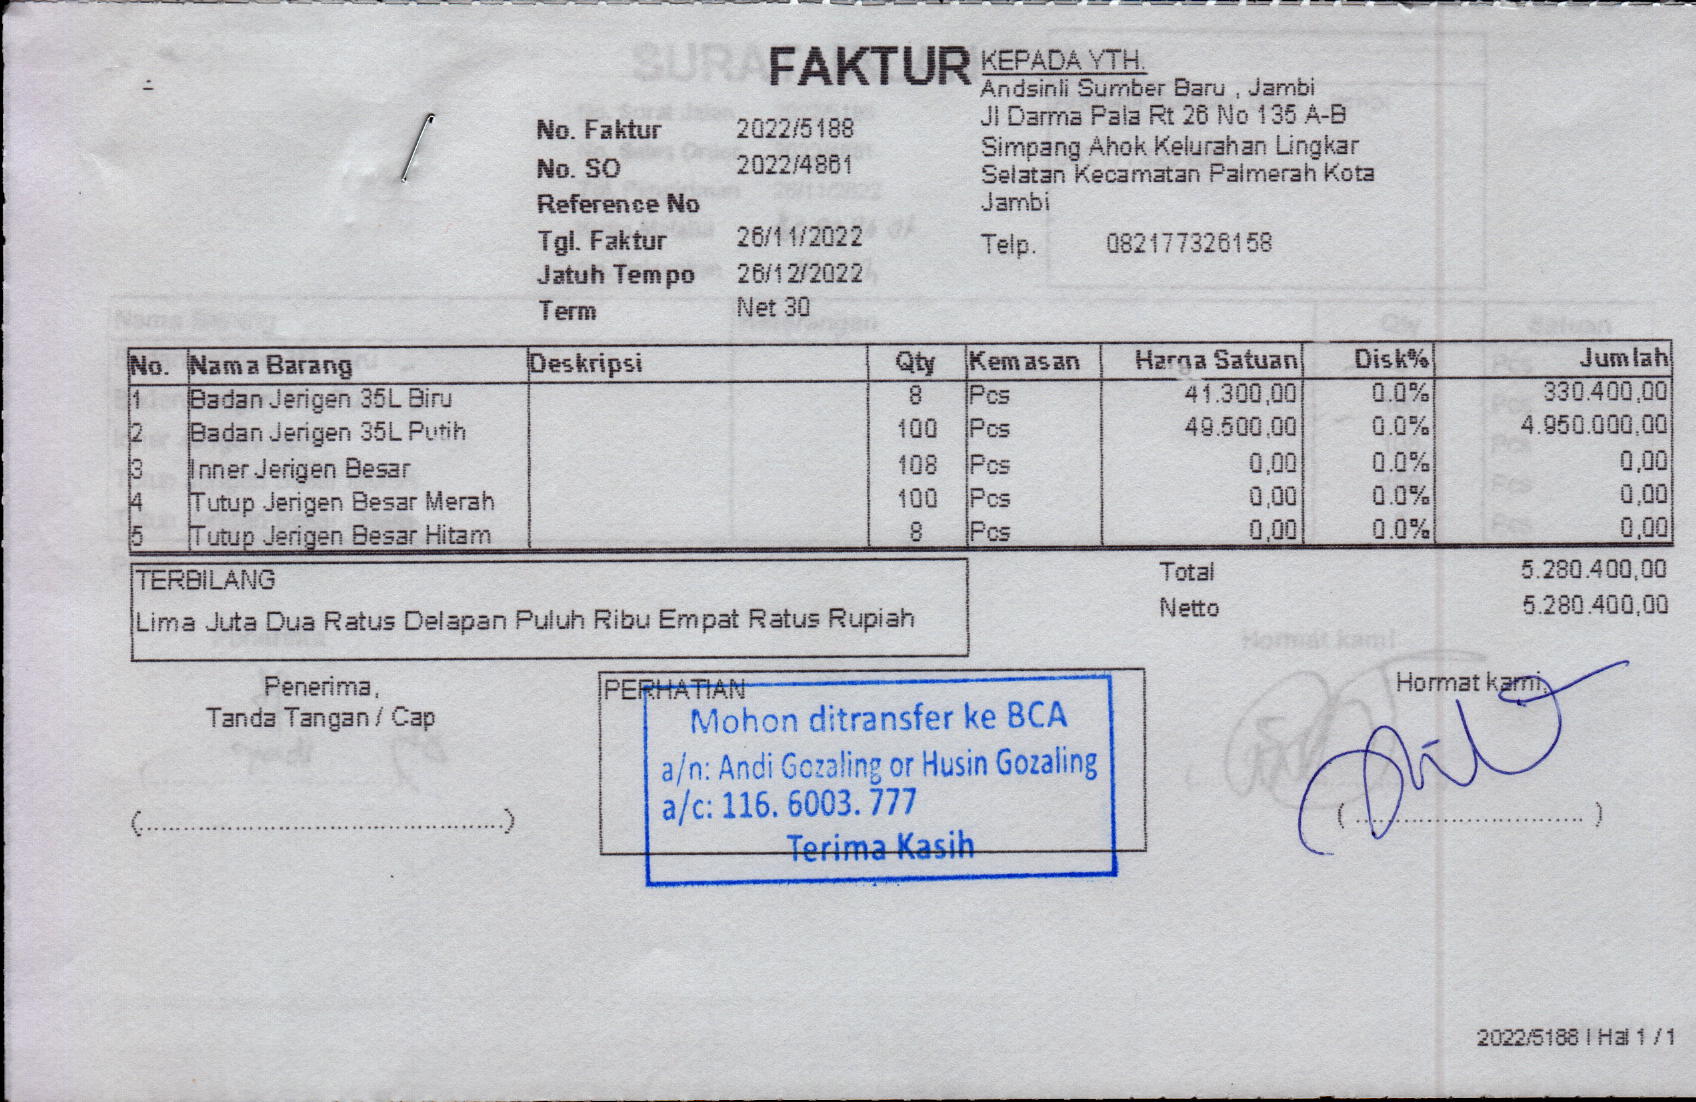 FAKTUR
KEPADA YTH.
Andsinli Sumber Baru , Jambi
Jl Darma Pala Rt 26 No 135 A-B
Simpang Ahok Kelurahan Lingkar
Selatan Kecamatan Palmerah Kota
Jambi
Telp. 082177326158
No. Faktur 2022/5188
No. SO 2022/4861
Reference No
Tgl. Faktur 26/11/2022
Jatuh Tempo 26/12/2022
Term Net 30
No. Nama Barang Deskripsi Qty Kemasan Harga Satuan Disk% Jumlah
1 Badan Jerigen 35L Biru 8 Pcs 41.300,00 0.0% 330.400,00
2 Badan Jerigen 35L Putih 100 Pcs 49.500,00 0.0% 4.950.000,00
3 Inner Jerigen Besar 108 Pcs 0,00 0.0% 0,00
4 Tutup Jerigen Besar Merah 100 Pcs 0,00 0.0% 0,00
5 Tutup Jerigen Besar Hitam 8 Pcs 0,00 0.0% 0,00
TERBILANG
Lima Juta Dua Ratus Delapan Puluh Ribu Empat Ratus Rupiah
Total 5.280.400,00
Netto 5.280.400,00
Penerima,
Tanda Tangan / Cap
(..................................................)
PERHATIAN
Mohon ditransfer ke BCA
a/n: Andi Gozaling or Husin Gozaling
a/c: 116. 6003. 777
Terima Kasih
Hormat kami,
( ............................... )
2022/5188 | Hal 1 / 1